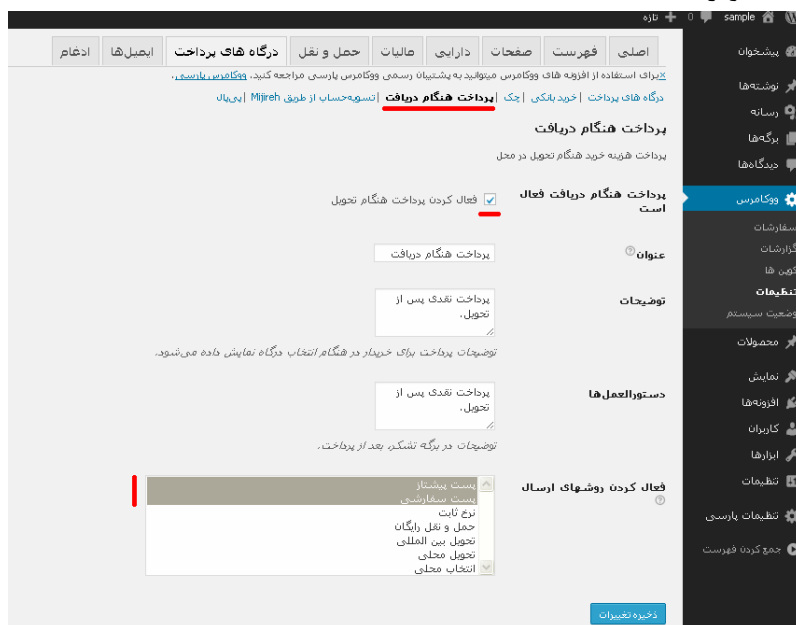 sample 0 + تازه
اصلی فهرست صفحات دارایی مالیات حمل و نقل درگاه های پرداخت ایمیل‌ها ادغام
×برای استفاده از افزونه های ووکامرس میتوانید به پشتیبان رسمی ووکامرس پارسی مراجعه کنید. ووکامرس پارسی.
درگاه های پرداخت | خرید بانکی | چک | پرداخت هنگام دریافت | تسویه‌حساب از طریق Mijireh | پی‌پال
پرداخت هنگام دریافت
پرداخت هزینه خرید هنگام تحویل در محل
پرداخت هنگام دریافت فعال است
فعال کردن پرداخت هنگام تحویل
عنوان
پرداخت هنگام دریافت
توضیحات
پرداخت نقدی پس از
تحویل.
توضیحات پرداخت برای خریدار در هنگام انتخاب درگاه نمایش داده می‌شود.
دستورالعمل‌ها
پرداخت نقدی پس از
تحویل.
توضیحات در برگه تشکر، بعد از پرداخت.
فعال کردن روشهای ارسال
پست پیشتاز
پست سفارشی
نرخ ثابت
حمل و نقل رایگان
تحویل بین المللی
تحویل محلی
انتخاب محلی
ذخیره تغییرات
پیشخوان
نوشته‌ها
رسانه
برگه‌ها
دیدگاه‌ها
ووکامرس
سفارشات
گزارشات
کوپن ها
تنظیمات
وضعیت سیستم
محصولات
نمایش
افزونه‌ها
کاربران
ابزارها
تنظیمات
تنظیمات پارسی
جمع کردن فهرست